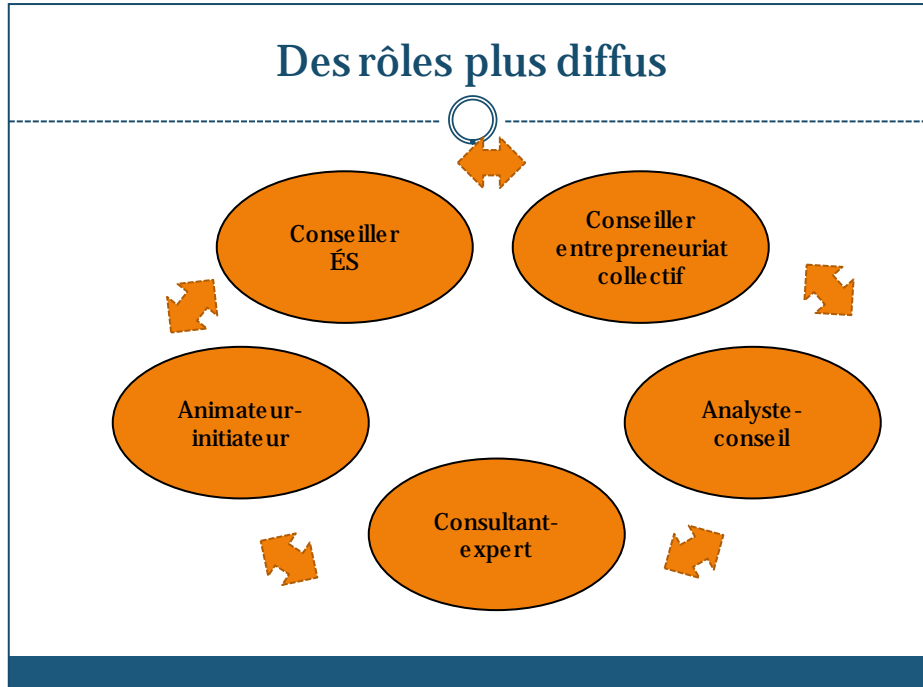 Des rôles plus diffus
Conseiller
ÉS
Conseiller
entrepreneuriat
collectif
Animateur-
initiateur
Analyste-
conseil
Consultant-
expert